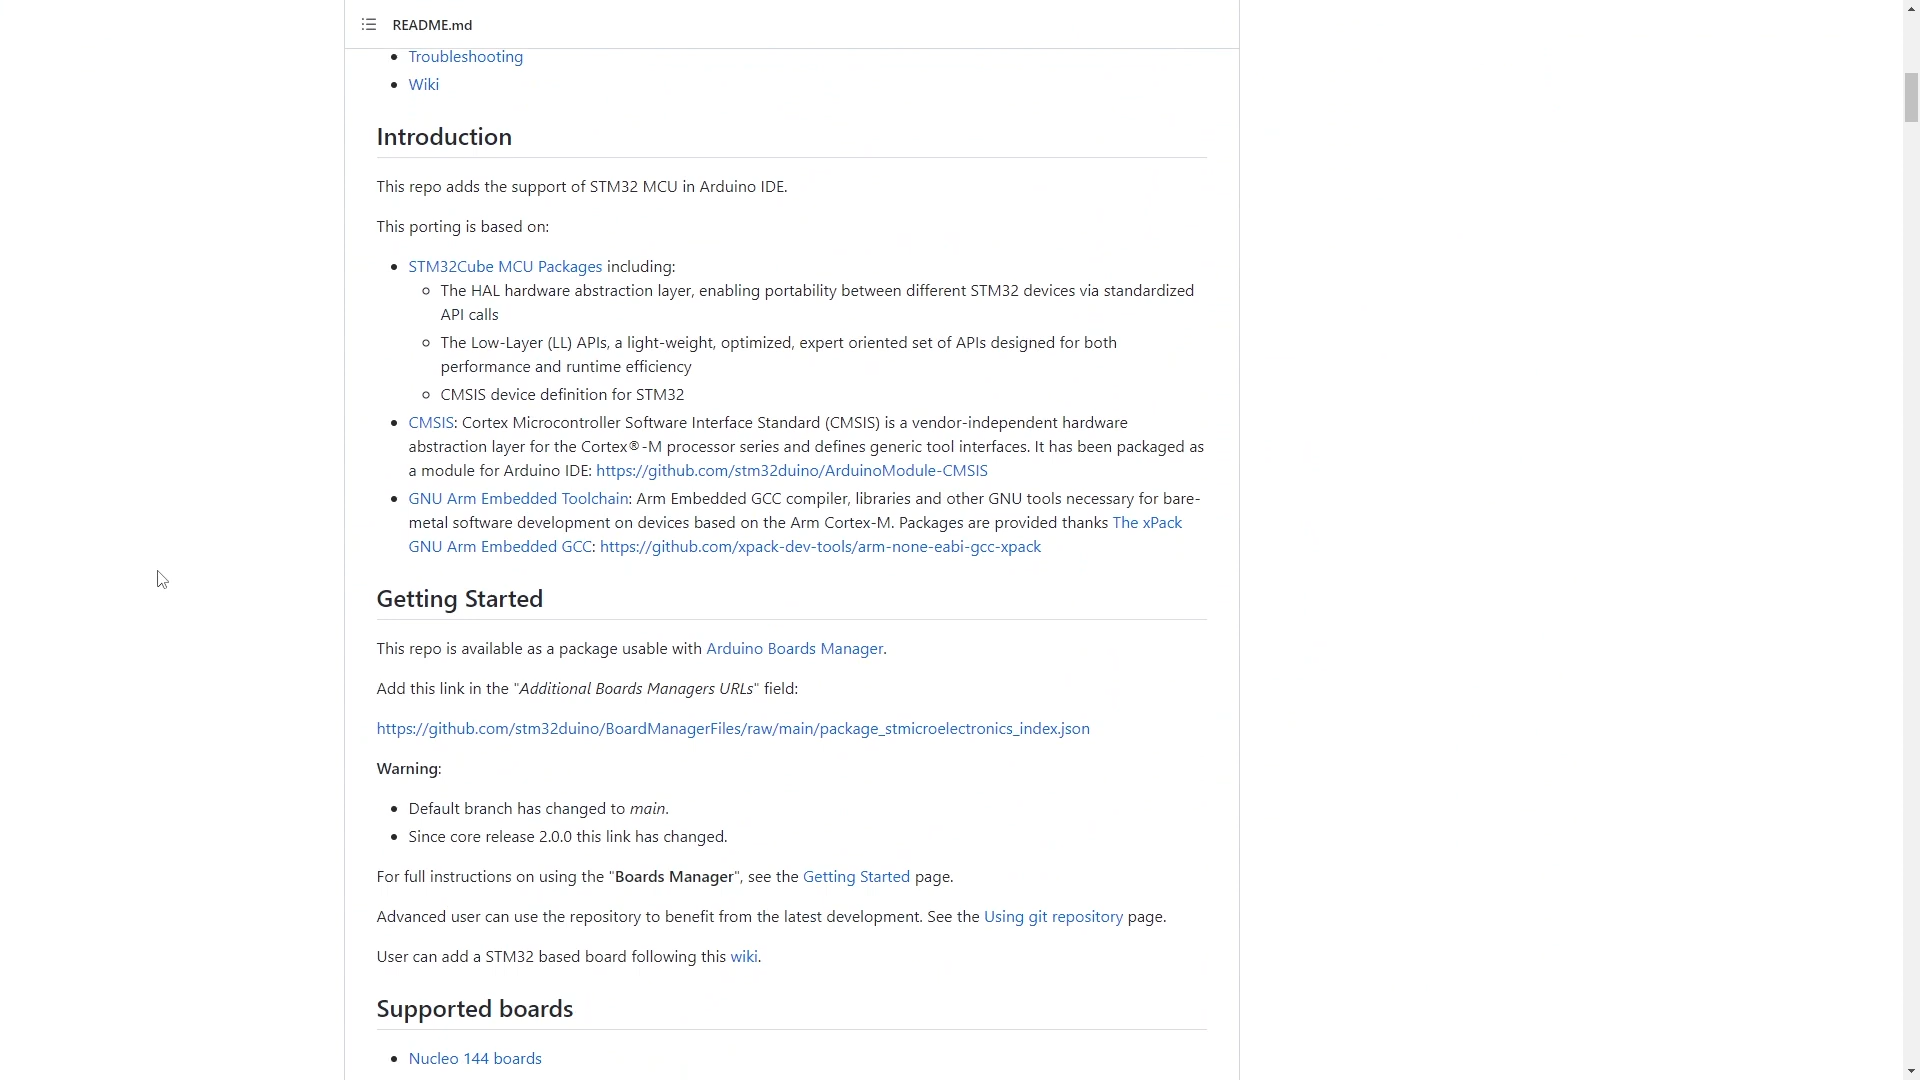 README.md
Troubleshooting
Wiki
Introduction
This repo adds the support of STM32 MCU in Arduino IDE.
This porting is based on:
STM32Cube MCU Packages including:
The HAL hardware abstraction layer, enabling portability between different STM32 devices via standardized
API calls
The Low-Layer (LL) APIs, a light-weight, optimized, expert oriented set of APIs designed for both
performance and runtime efficiency
CMSIS device definition for STM32
CMSIS: Cortex Microcontroller Software Interface Standard (CMSIS) is a vendor-independent hardware
abstraction layer for the Cortex®-M processor series and defines generic tool interfaces. It has been packaged as
a module for Arduino IDE: https://github.com/stm32duino/ArduinoModule-CMSIS
GNU Arm Embedded Toolchain: Arm Embedded GCC compiler, libraries and other GNU tools necessary for bare-
metal software development on devices based on the Arm Cortex-M. Packages are provided thanks The xPack
GNU Arm Embedded GCC: https://github.com/xpack-dev-tools/arm-none-eabi-gcc-xpack
Getting Started
This repo is available as a package usable with Arduino Boards Manager.
Add this link in the "Additional Boards Managers URLs" field:
https://github.com/stm32duino/BoardManagerFiles/raw/main/package_stmicroelectronics_index.json
Warning:
Default branch has changed to main.
Since core release 2.0.0 this link has changed.
For full instructions on using the "Boards Manager", see the Getting Started page.
Advanced user can use the repository to benefit from the latest development. See the Using git repository page.
User can add a STM32 based board following this wiki.
Supported boards
Nucleo 144 boards